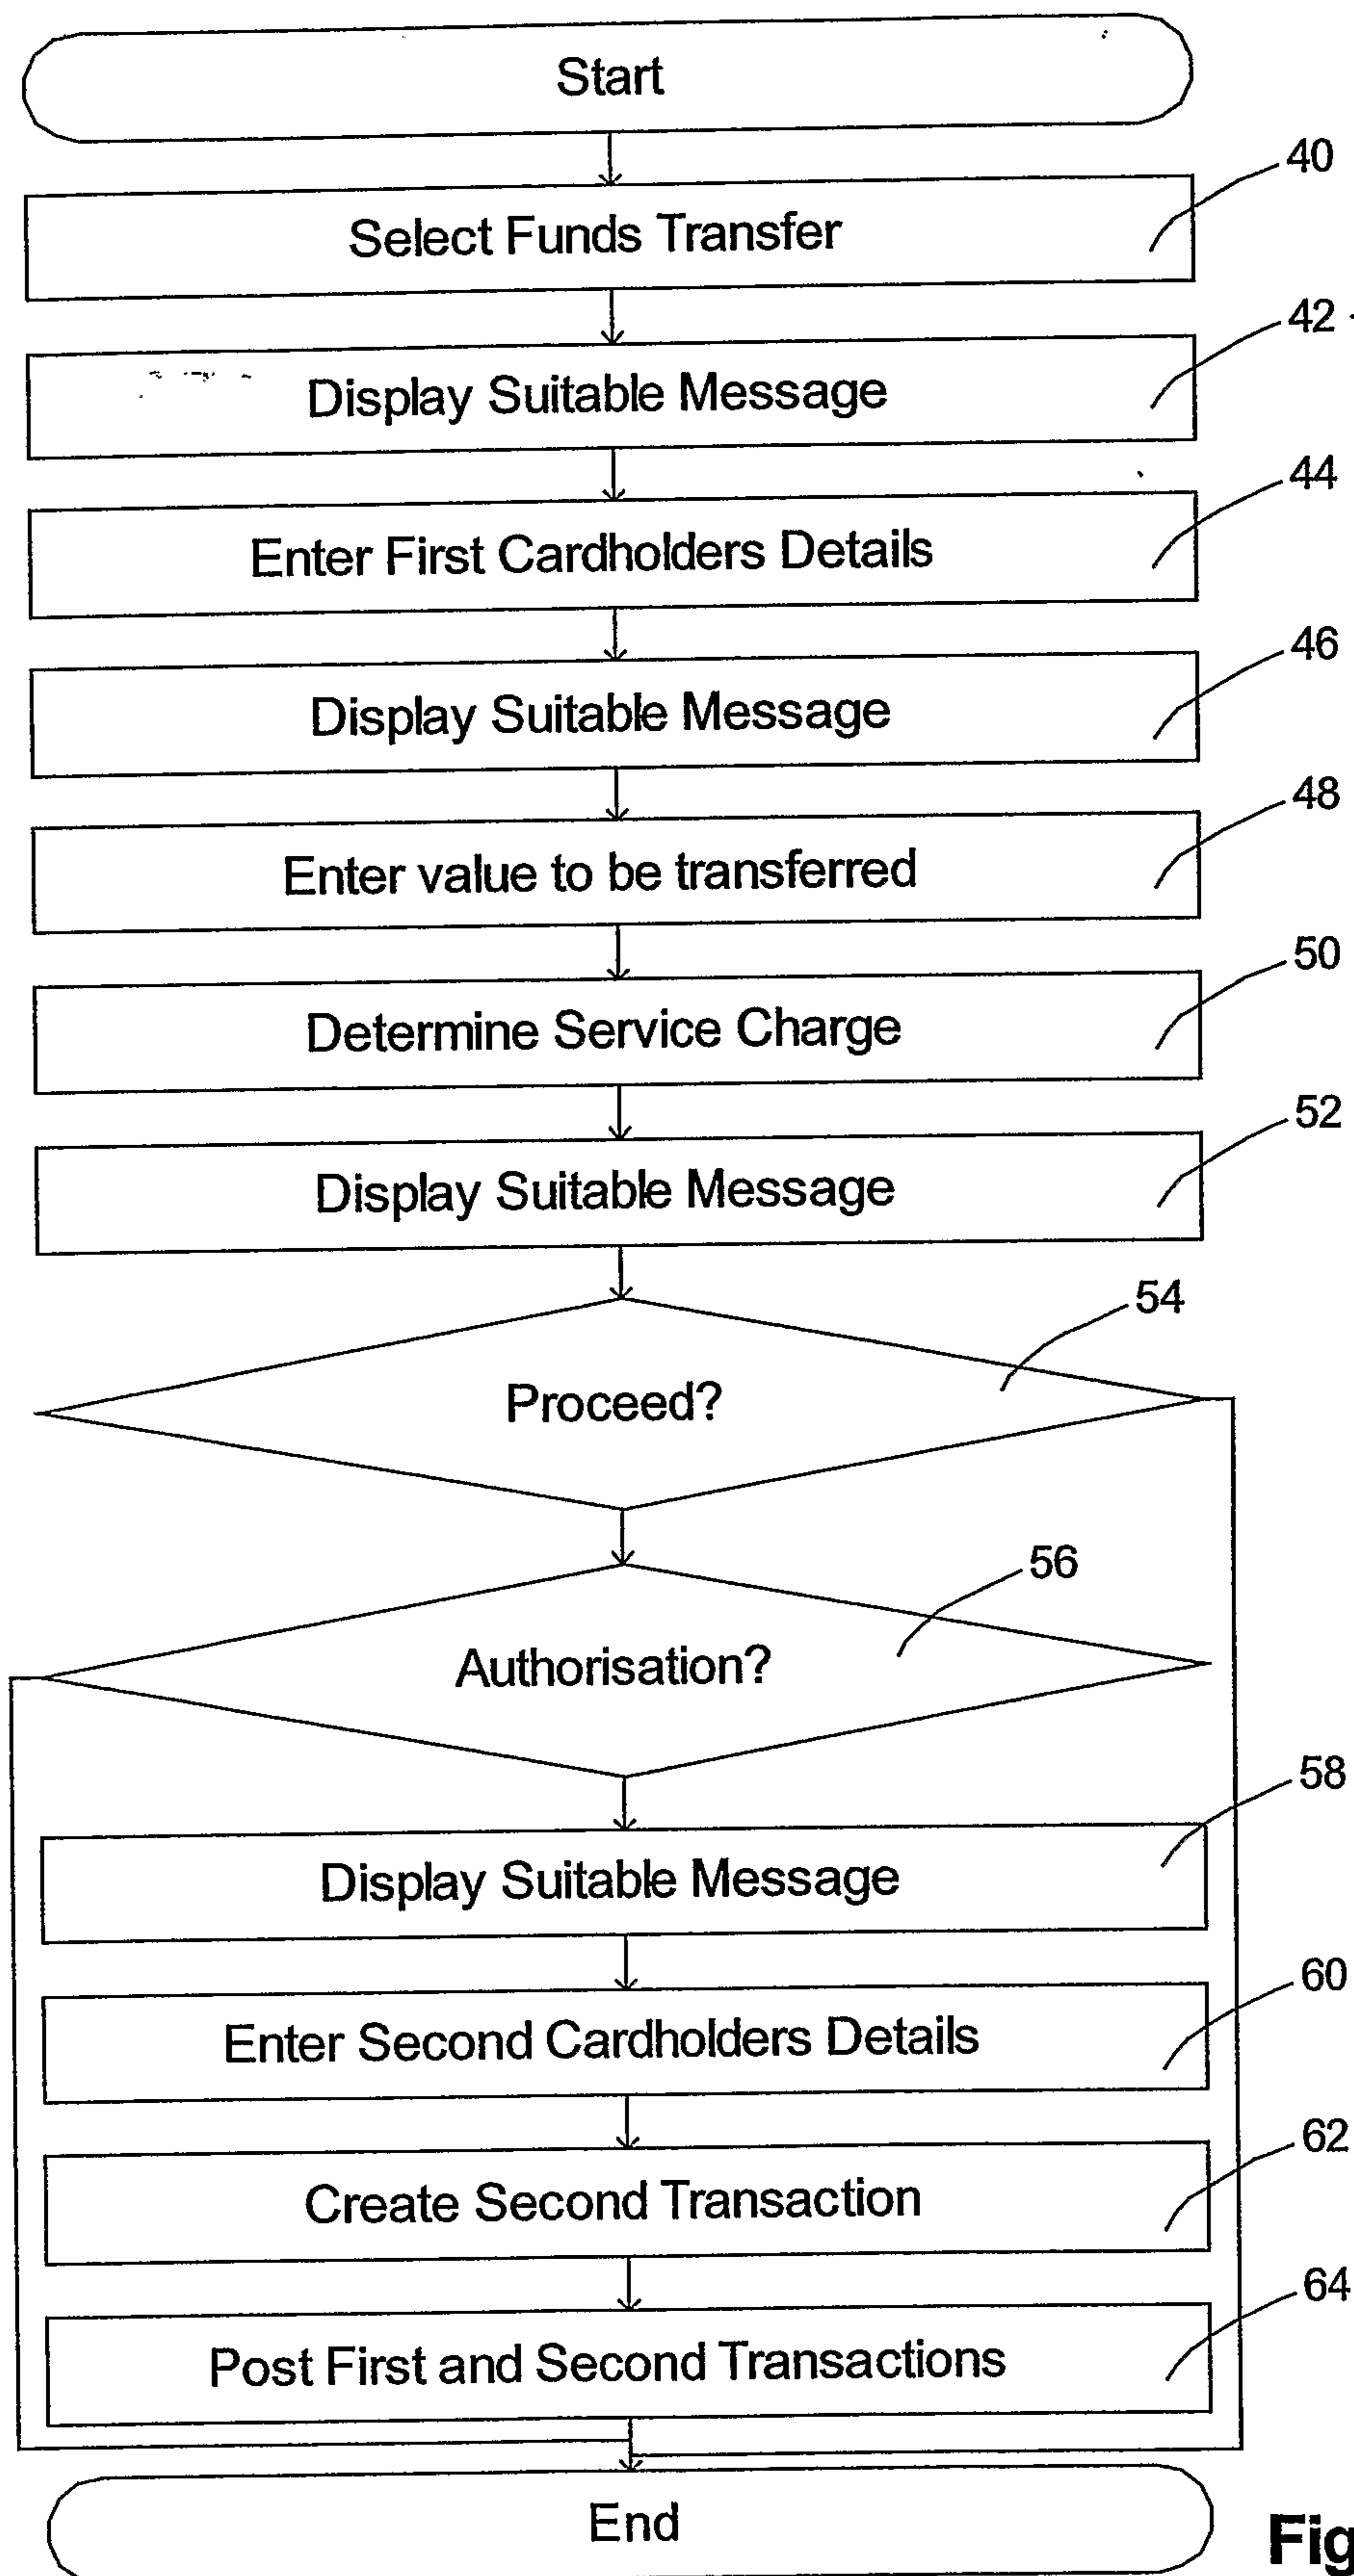 Start
40
Select Funds Transfer
42
Display Suitable Message
44
Enter First Cardholders Details
46
Display Suitable Message
48
Enter value to be transferred
50
Determine Service Charge
52
Display Suitable Message
54
Proceed?
56
Authorisation?
58
Display Suitable Message
60
Enter Second Cardholders Details
62
Create Second Transaction
64
Post First and Second Transactions
End
Fig